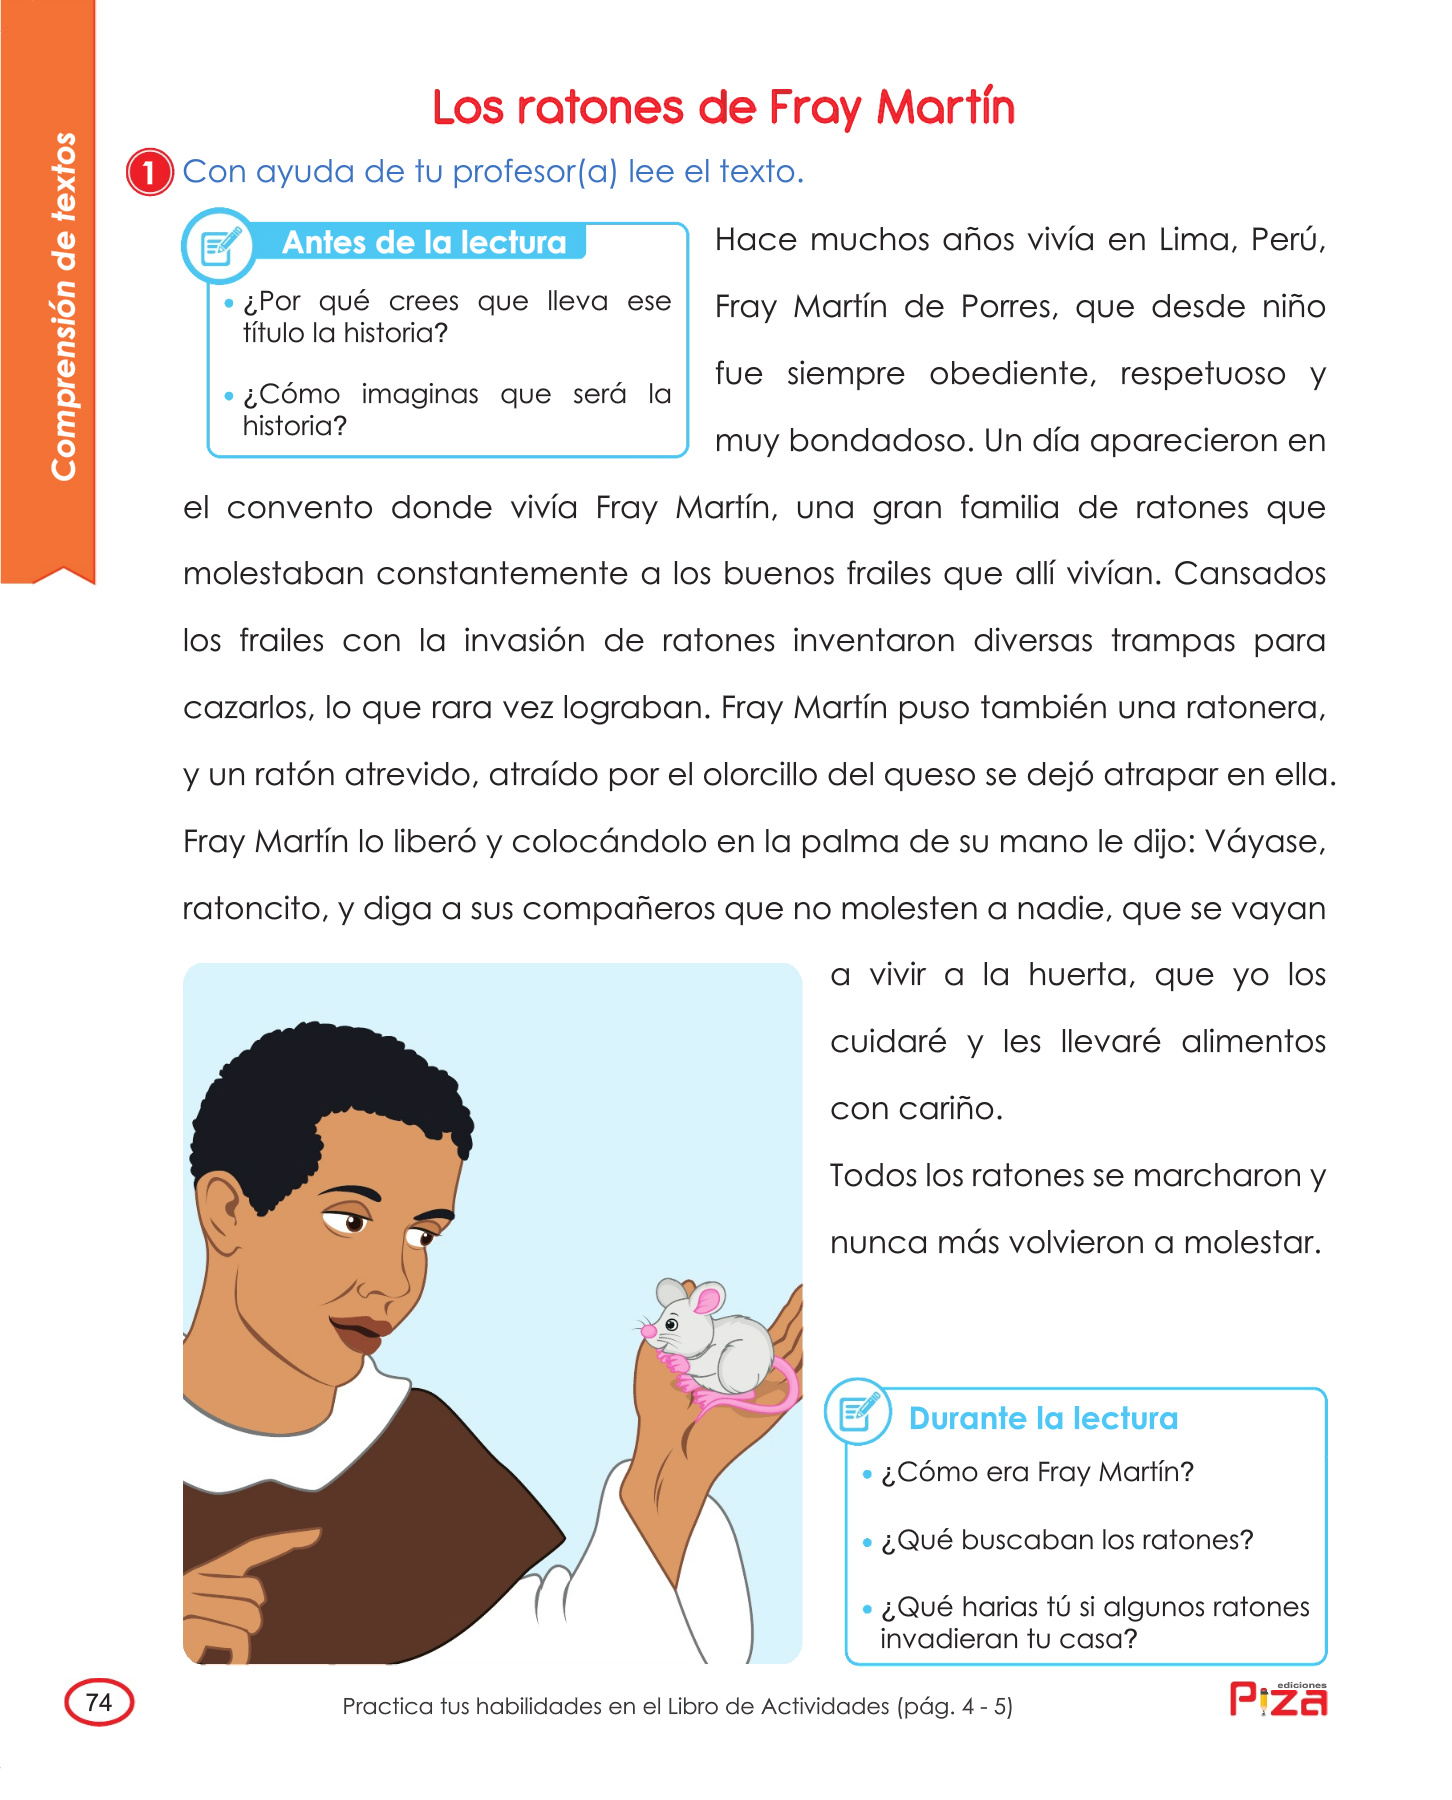 Comprensión de textos
Los ratones de Fray Martín
1 Con ayuda de tu profesor(a) lee el texto.
Antes de la lectura
• ¿Por qué crees que lleva ese
título la historia?
• ¿Cómo imaginas que será la
historia?
Hace muchos años vivía en Lima, Perú,
Fray Martín de Porres, que desde niño
fue siempre obediente, respetuoso y
muy bondadoso. Un día aparecieron en
el convento donde vivía Fray Martín, una gran familia de ratones que
molestaban constantemente a los buenos frailes que allí vivían. Cansados
los frailes con la invasión de ratones inventaron diversas trampas para
cazarlos, lo que rara vez lograban. Fray Martín puso también una ratonera,
y un ratón atrevido, atraído por el olorcillo del queso se dejó atrapar en ella.
Fray Martín lo liberó y colocándolo en la palma de su mano le dijo: Váyase,
ratoncito, y diga a sus compañeros que no molesten a nadie, que se vayan
a vivir a la huerta, que yo los
cuidaré y les llevaré alimentos
con cariño.
Todos los ratones se marcharon y
nunca más volvieron a molestar.
Durante la lectura
• ¿Cómo era Fray Martín?
• ¿Qué buscaban los ratones?
• ¿Qué harias tú si algunos ratones
invadieran tu casa?
74
Practica tus habilidades en el Libro de Actividades (pág. 4 - 5)
ediciones
Piza